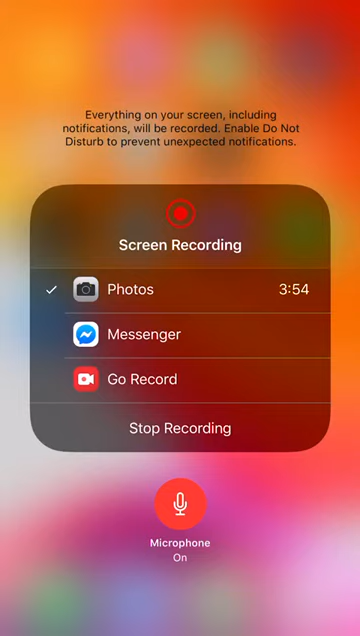 Everything on your screen, including
notifications, will be recorded. Enable Do Not
Disturb to prevent unexpected notifications.
Screen Recording
Photos 3:54
Messenger
Go Record
Stop Recording
Microphone
On